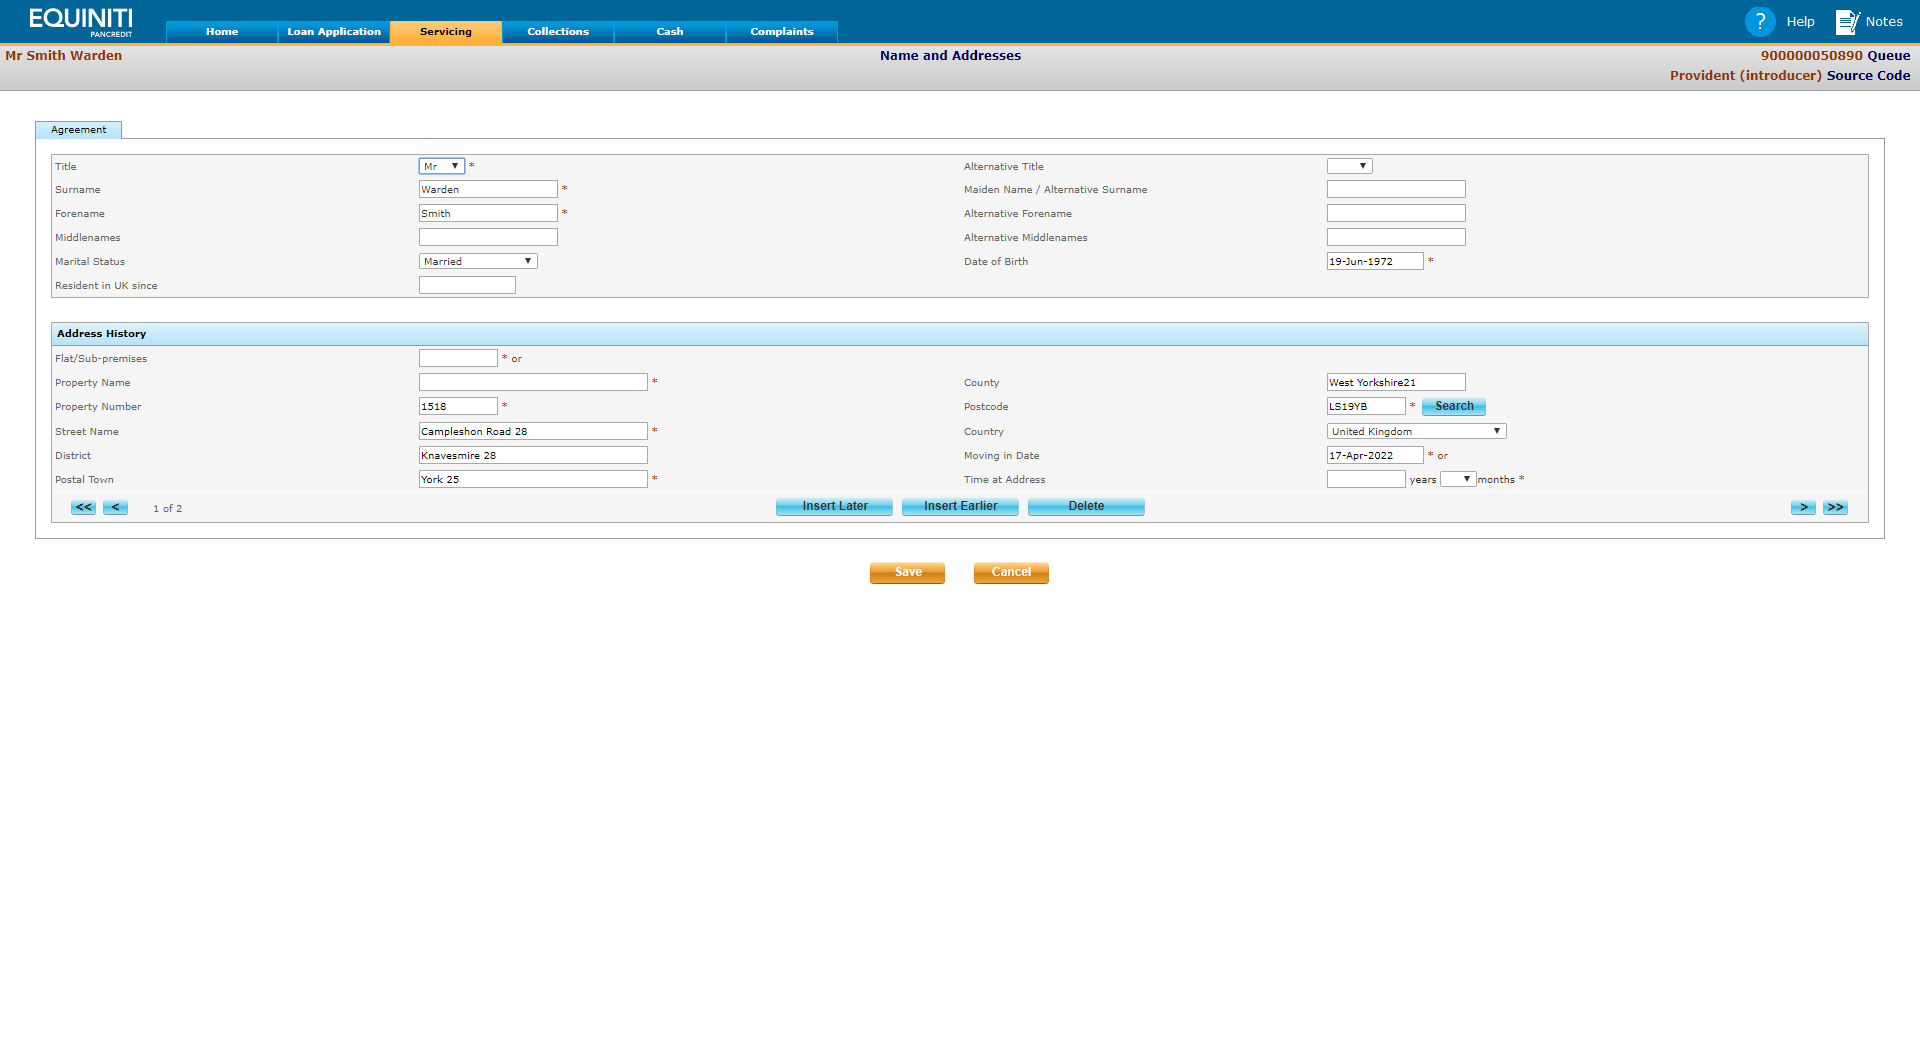 EQUINITI
PANCREDIT
Home Loan Application Servicing Collections Cash Complaints
? Help Notes
Mr Smith Warden Name and Addresses 900000050890 Queue
Provident (introducer) Source Code
Agreement
Title Mr * Alternative Title
Surname Warden * Maiden Name / Alternative Surname
Forename Smith * Alternative Forename
Middlenames Alternative Middlenames
Marital Status Married Date of Birth 19-Jun-1972 *
Resident in UK since
Address History
Flat/Sub-premises * or
Property Name * County West Yorkshire21
Property Number 1518 * Postcode LS19YB * Search
Street Name Campleshon Road 28 * Country United Kingdom
District Knavesmire 28 Moving in Date 17-Apr-2022 * or
Postal Town York 25 * Time at Address years months *
<< < 1 of 2 Insert Later Insert Earlier Delete > >>
Save Cancel